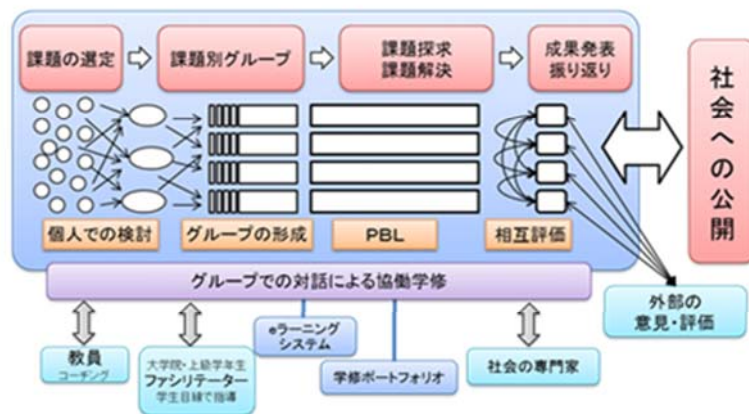 課題の選定
課題別グループ
課題探求
課題解決
成果発表
振り返り
社会への公開
個人での検討
グループの形成
PBL
相互評価
グループでの対話による協働学修
外部の
意見・評価
教員
コーチング
大学院・上級学年生
ファシリテーター
学生目線で指導
eラーニング
システム
学修ポートフォリオ
社会の専門家